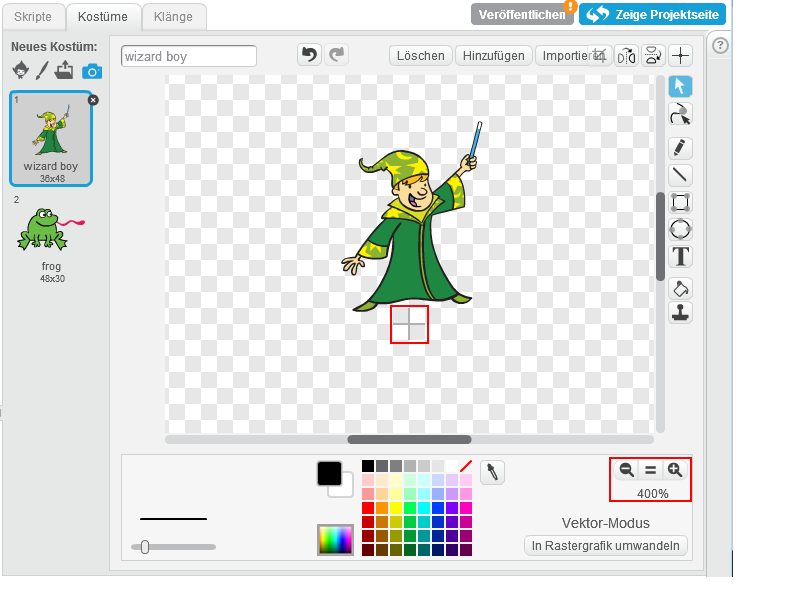 Skripte Kostüme Klänge Veröffentlichen ! Zeige Projektseite
Neues Kostüm: wizard boy Löschen Hinzufügen Importieren ?
1
wizard boy
36x48
2
frog
48x30
T
400%
Vektor-Modus
In Rastergrafik umwandeln